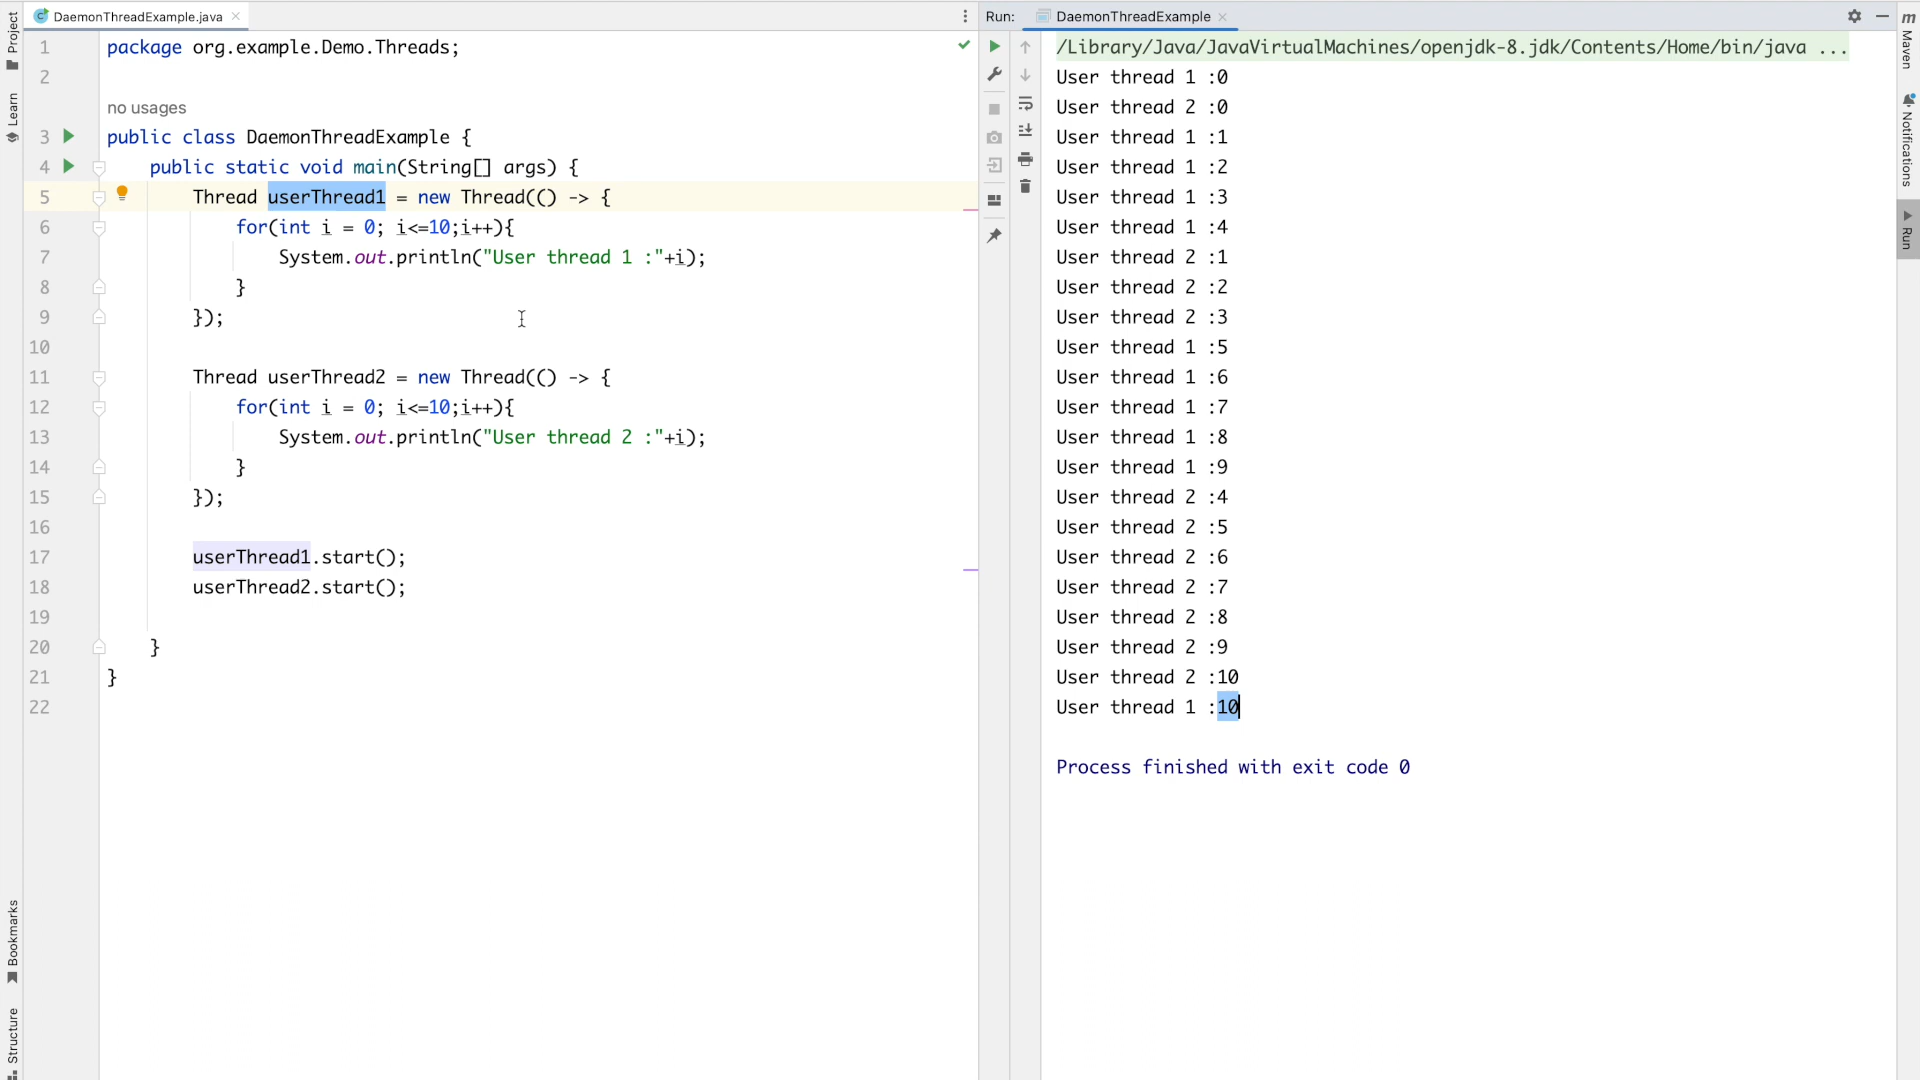 DaemonThreadExample.java
1 package org.example.Demo.Threads;
2
no usages
3 public class DaemonThreadExample {
4 public static void main(String[] args) {
5 Thread userThread1 = new Thread(() -> {
6 for(int i = 0; i<=10;i++){
7 System.out.println("User thread 1 :"+i);
8 }
9 });
10
11 Thread userThread2 = new Thread(() -> {
12 for(int i = 0; i<=10;i++){
13 System.out.println("User thread 2 :"+i);
14 }
15 });
16
17 userThread1.start();
18 userThread2.start();
19
20 }
21 }
22
Project
Learn
Bookmarks
Structure
Run: DaemonThreadExample
/Library/Java/JavaVirtualMachines/openjdk-8.jdk/Contents/Home/bin/java ...
User thread 1 :0
User thread 2 :0
User thread 1 :1
User thread 1 :2
User thread 1 :3
User thread 1 :4
User thread 2 :1
User thread 2 :2
User thread 2 :3
User thread 1 :5
User thread 1 :6
User thread 1 :7
User thread 1 :8
User thread 1 :9
User thread 2 :4
User thread 2 :5
User thread 2 :6
User thread 2 :7
User thread 2 :8
User thread 2 :9
User thread 2 :10
User thread 1 :10
Process finished with exit code 0
m
Maven
Notifications
Run